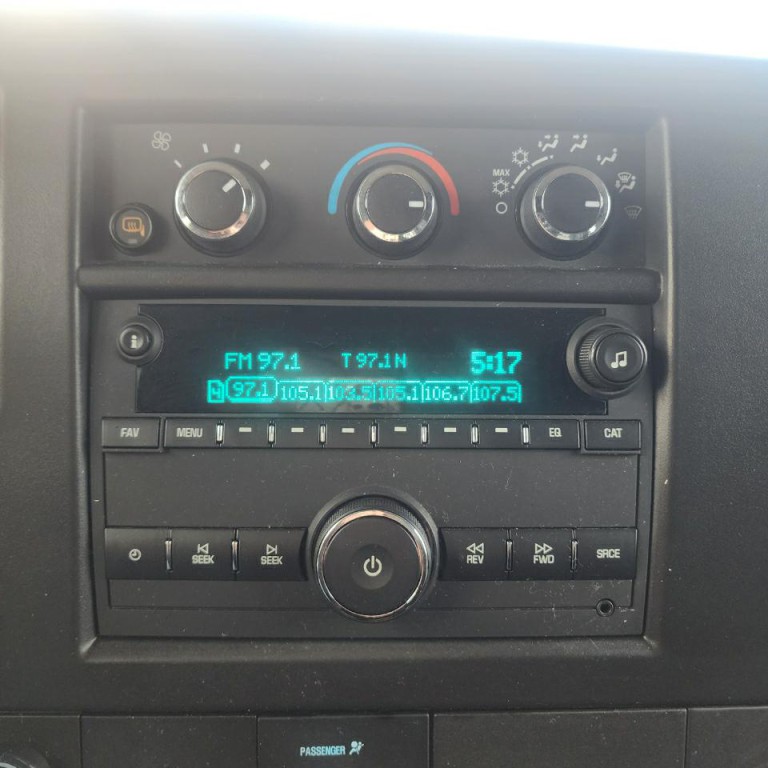 MAX
FM 97.1 T 97.1 N 5:17
4 97.1 105.1 103.5 105.1 106.7 107.5
FAV MENU EQ CAT
SEEK SEEK REV FWD SRCE
PASSENGER